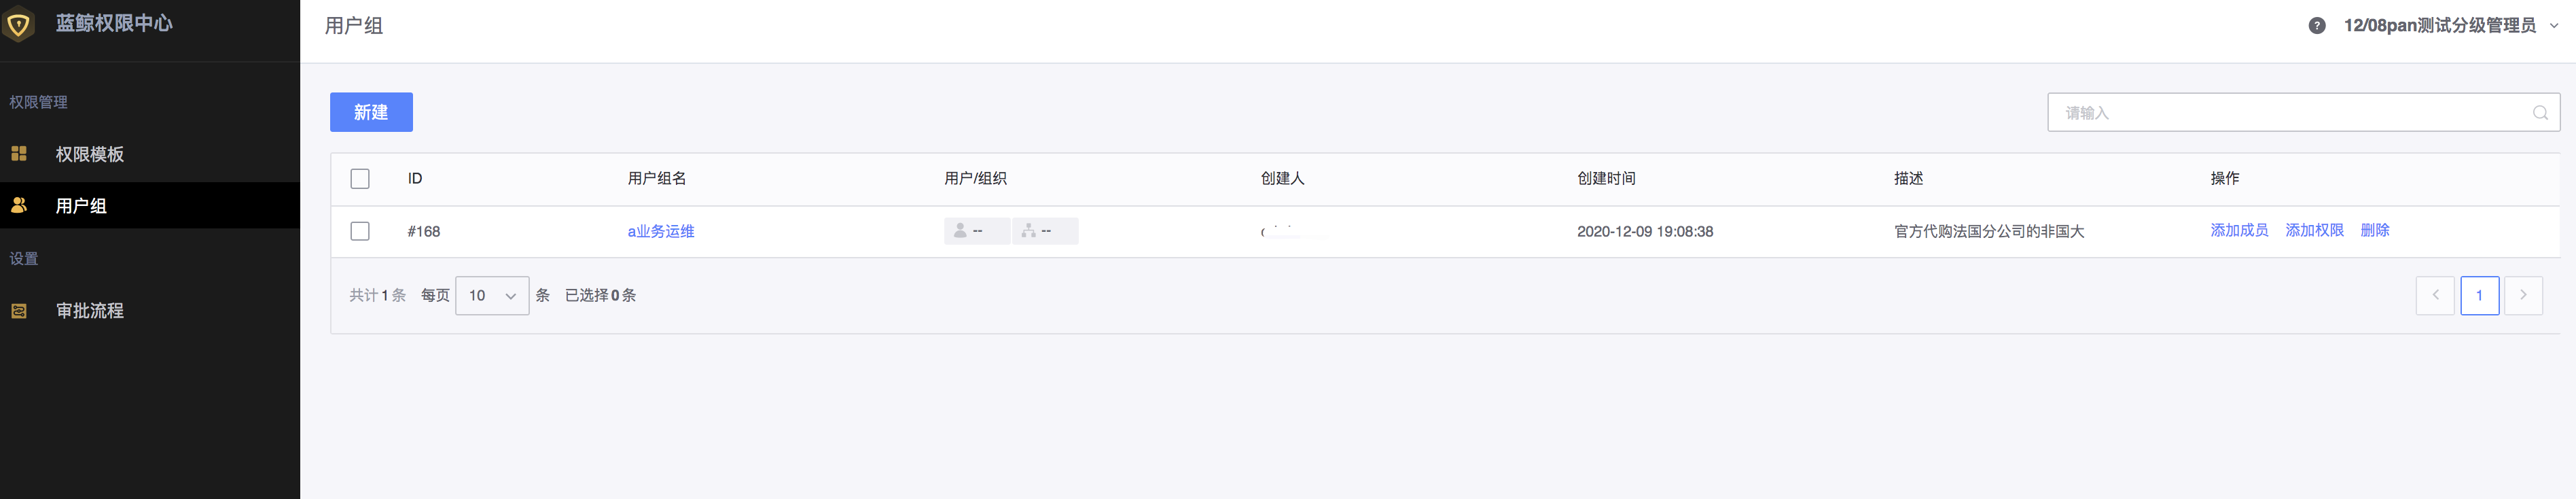 蓝鲸权限中心
用户组
12/08pan测试分级管理员
权限管理
权限模板
用户组
设置
审批流程
新建
请输入
ID 用户组名 用户/组织 创建人 创建时间 描述 操作
#168 a业务运维 -- -- 2020-12-09 19:08:38 官方代购法国分公司的非国大 添加成员 添加权限 删除
共计1条 每页 10 条 已选择0条
1